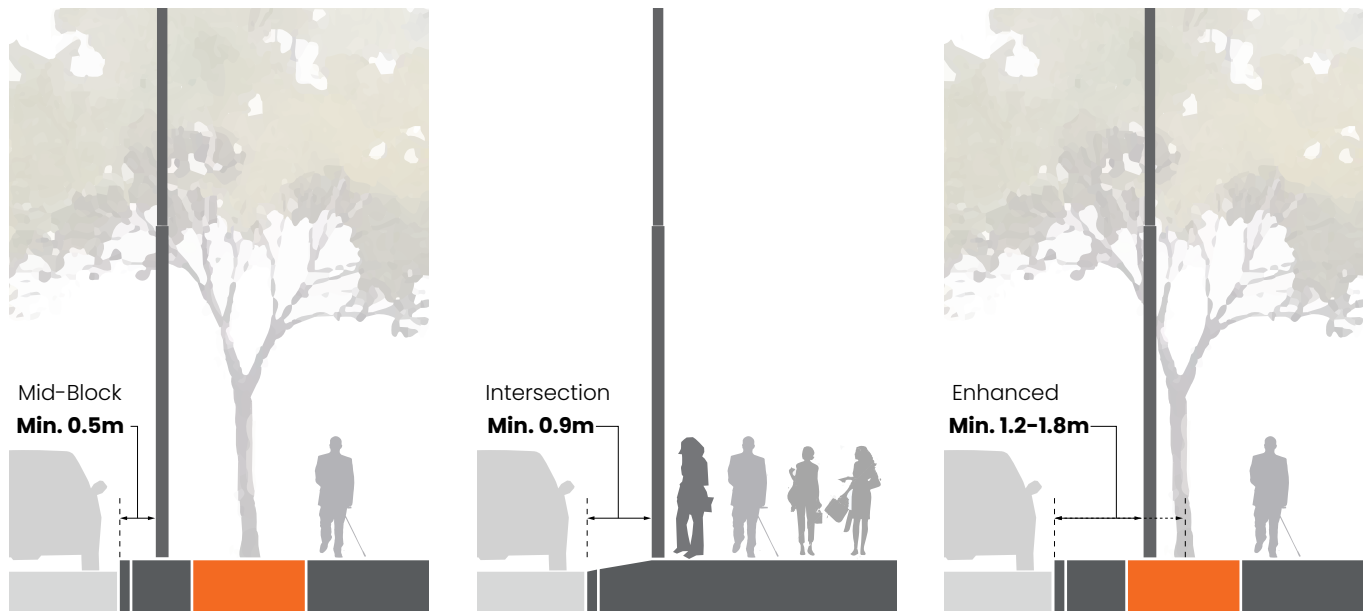 Mid-Block
Min. 0.5m
Intersection
Min. 0.9m
Enhanced
Min. 1.2-1.8m